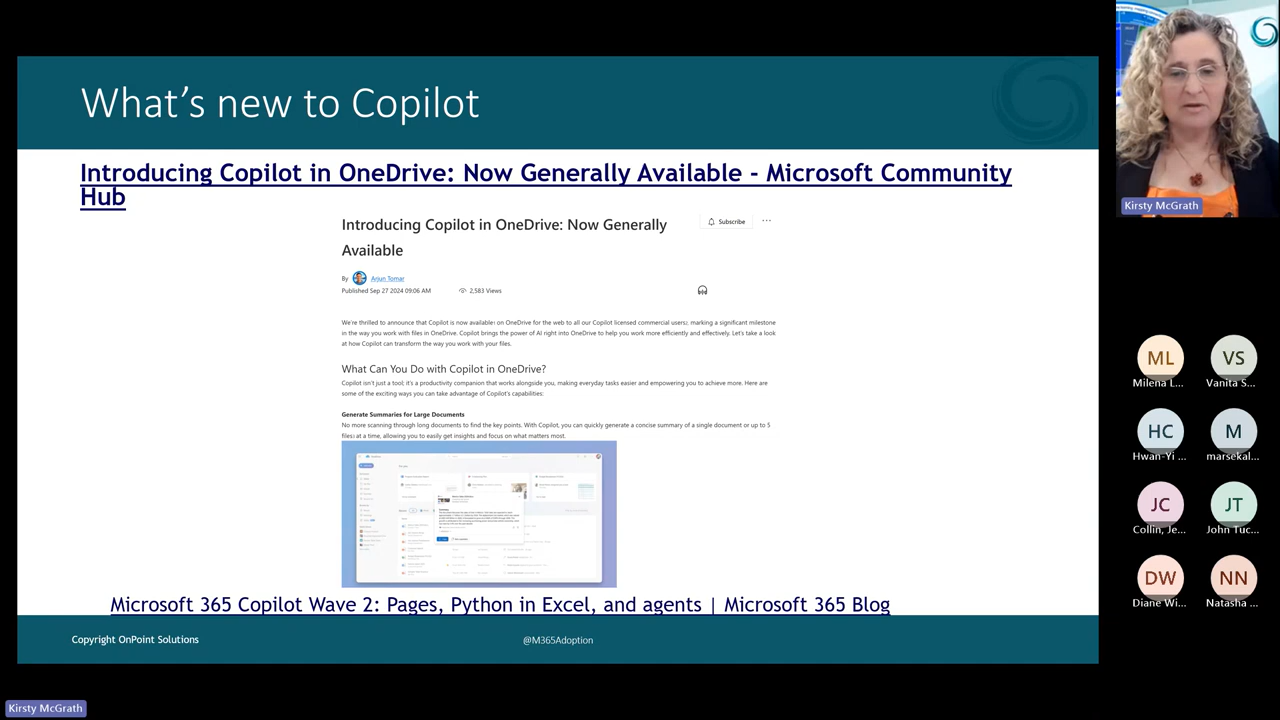 What's new to Copilot
Introducing Copilot in OneDrive: Now Generally Available - Microsoft Community
Hub
Introducing Copilot in OneDrive: Now Generally
Available
Subscribe
By Arjun Tomar
Published Sep 27 2024 09:06 AM
2,583 Views
We're thrilled to announce that Copilot is now available on OneDrive for the web to all our Copilot licensed commercial users, marking a significant milestone
in the way you work with files in OneDrive. Copilot brings the power of AI right into OneDrive to help you work more efficiently and effectively. Let's take a look
at how Copilot can transform the way you work with your files.
What Can You Do with Copilot in OneDrive?
Copilot isn't just a tool; it's a productivity companion that works alongside you, making everyday tasks easier and empowering you to achieve more. Here are
some of the exciting ways you can take advantage of Copilot's capabilities:
Generate Summaries for Large Documents
No more scanning through long documents to find the key points. With Copilot, you can quickly generate a concise summary of a single document or up to 5
files at a time, allowing you to easily get insights and focus on what matters most.
Microsoft 365 Copilot Wave 2: Pages, Python in Excel, and agents | Microsoft 365 Blog
Copyright OnPoint Solutions
@M365Adoption
Kirsty McGrath
Kirsty McGrath
ML
VS
Milena L...
Vanita S...
HC
M
Hwan-Yi ...
marsekal...
JC
JT
Collin, Je...
John Tuc...
DW
NN
Diane Wi...
Natasha ...